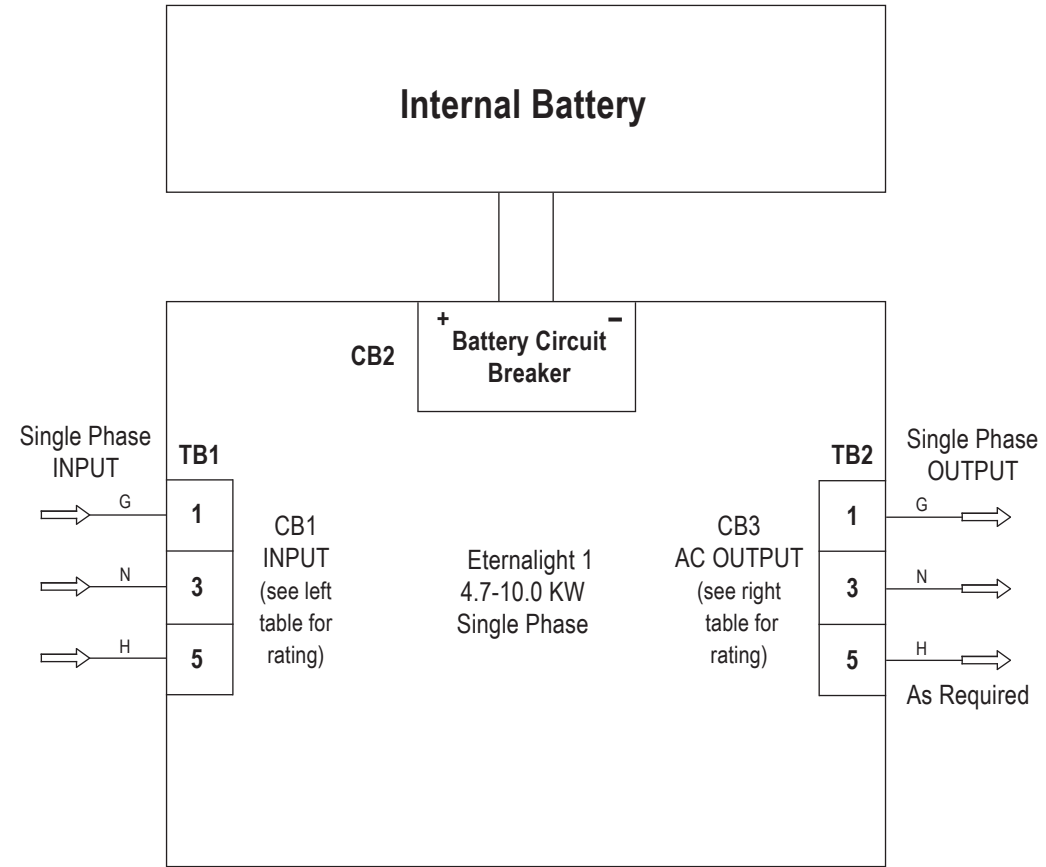 Internal Battery
+ −
Battery Circuit
Breaker
CB2
Single Phase
INPUT
TB1
G
1
N
3
H
5
CB1
INPUT
(see left
table for
rating)
Eternalight 1
4.7-10.0 KW
Single Phase
CB3
AC OUTPUT
(see right
table for
rating)
TB2
1
G
3
N
5
H
Single Phase
OUTPUT
As Required